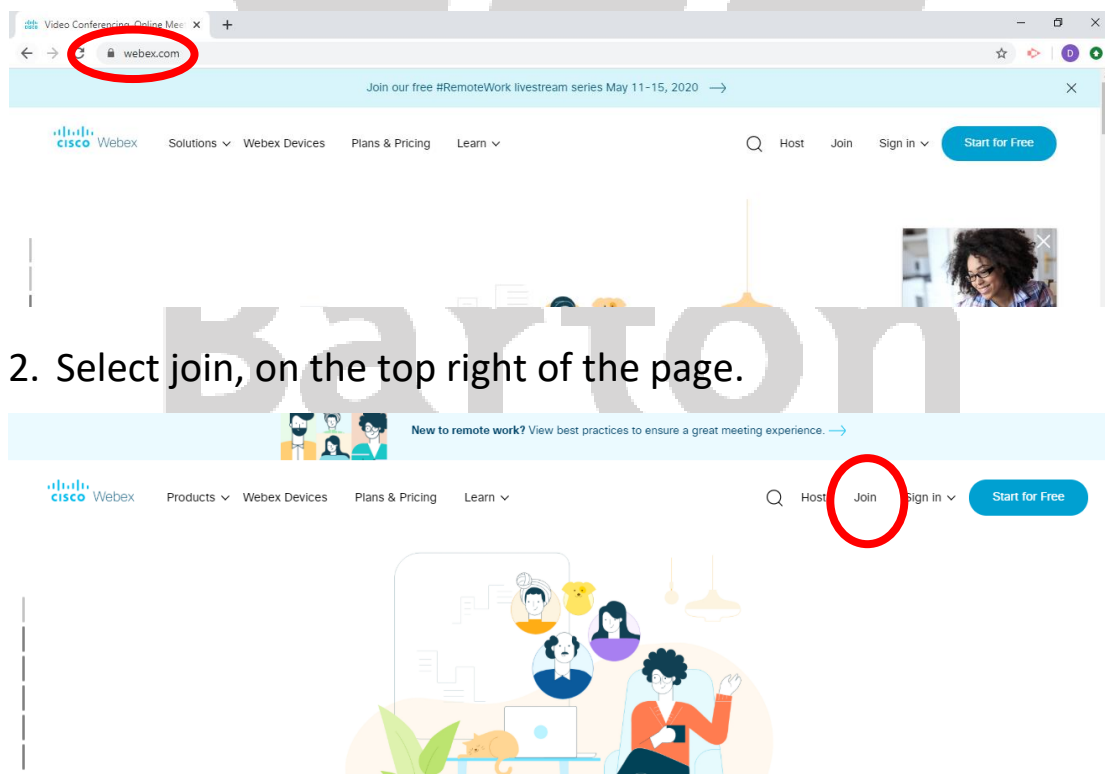 Video Conferencing, Online Mee
webex.com
D
Join our free #RemoteWork livestream series May 11-15, 2020
cisco Webex Solutions Webex Devices Plans & Pricing Learn Host Join Sign in Start for Free
Barton
2. Select join, on the top right of the page.
New to remote work? View best practices to ensure a great meeting experience.
cisco Webex Products Webex Devices Plans & Pricing Learn Host Join Sign in Start for Free